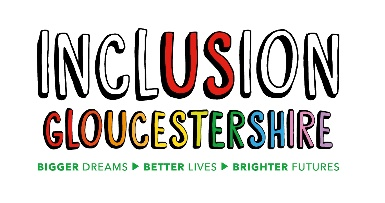 INCLUSION
GLOUCESTERSHIRE
BIGGER DREAMS ▶ BETTER LIVES ▶ BRIGHTER FUTURES